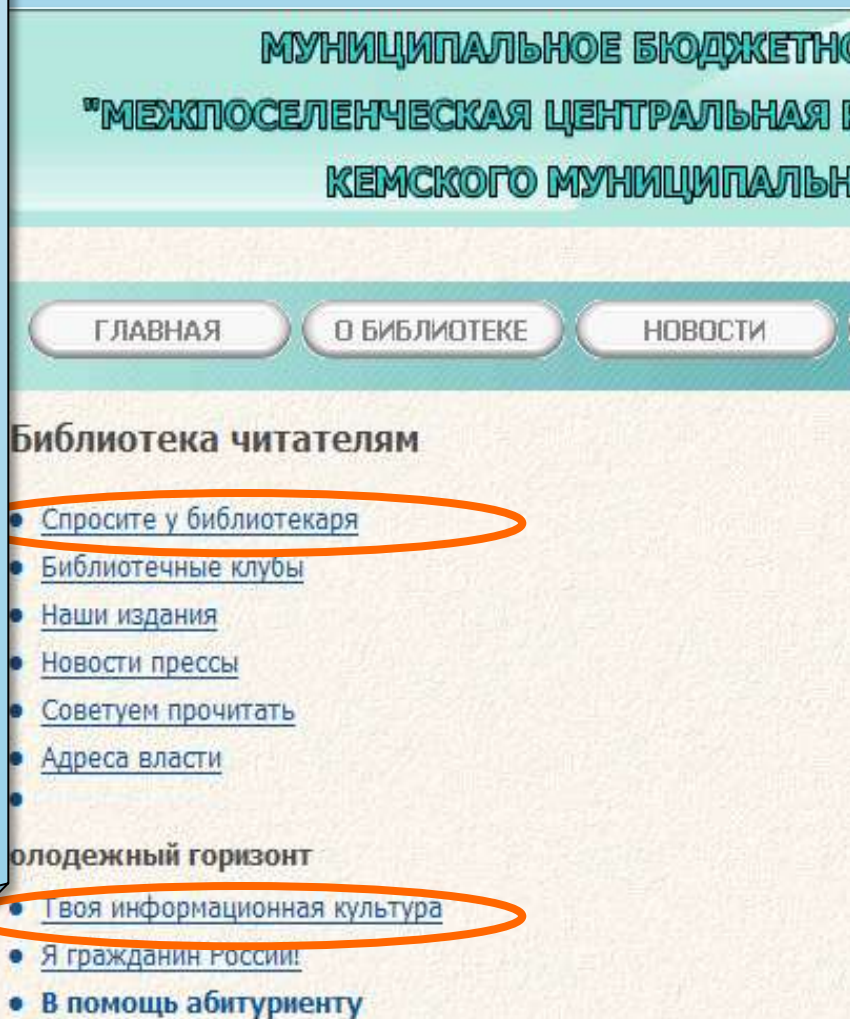 МУНИЦИПАЛЬНОЕ БЮДЖЕТНО
"МЕЖПОСЕЛЕНЧЕСКАЯ ЦЕНТРАЛЬНАЯ
КЕМСКОГО МУНИЦИПАЛЬН
ГЛАВНАЯ О БИБЛИОТЕКЕ НОВОСТИ
Библиотека читателям
• Спросите у библиотекаря
• Библиотечные клубы
• Наши издания
• Новости прессы
• Советуем прочитать
• Адреса власти
•
олодежный горизонт
• Твоя информационная культура
• Я гражданин России!
• В помощь абитуриенту